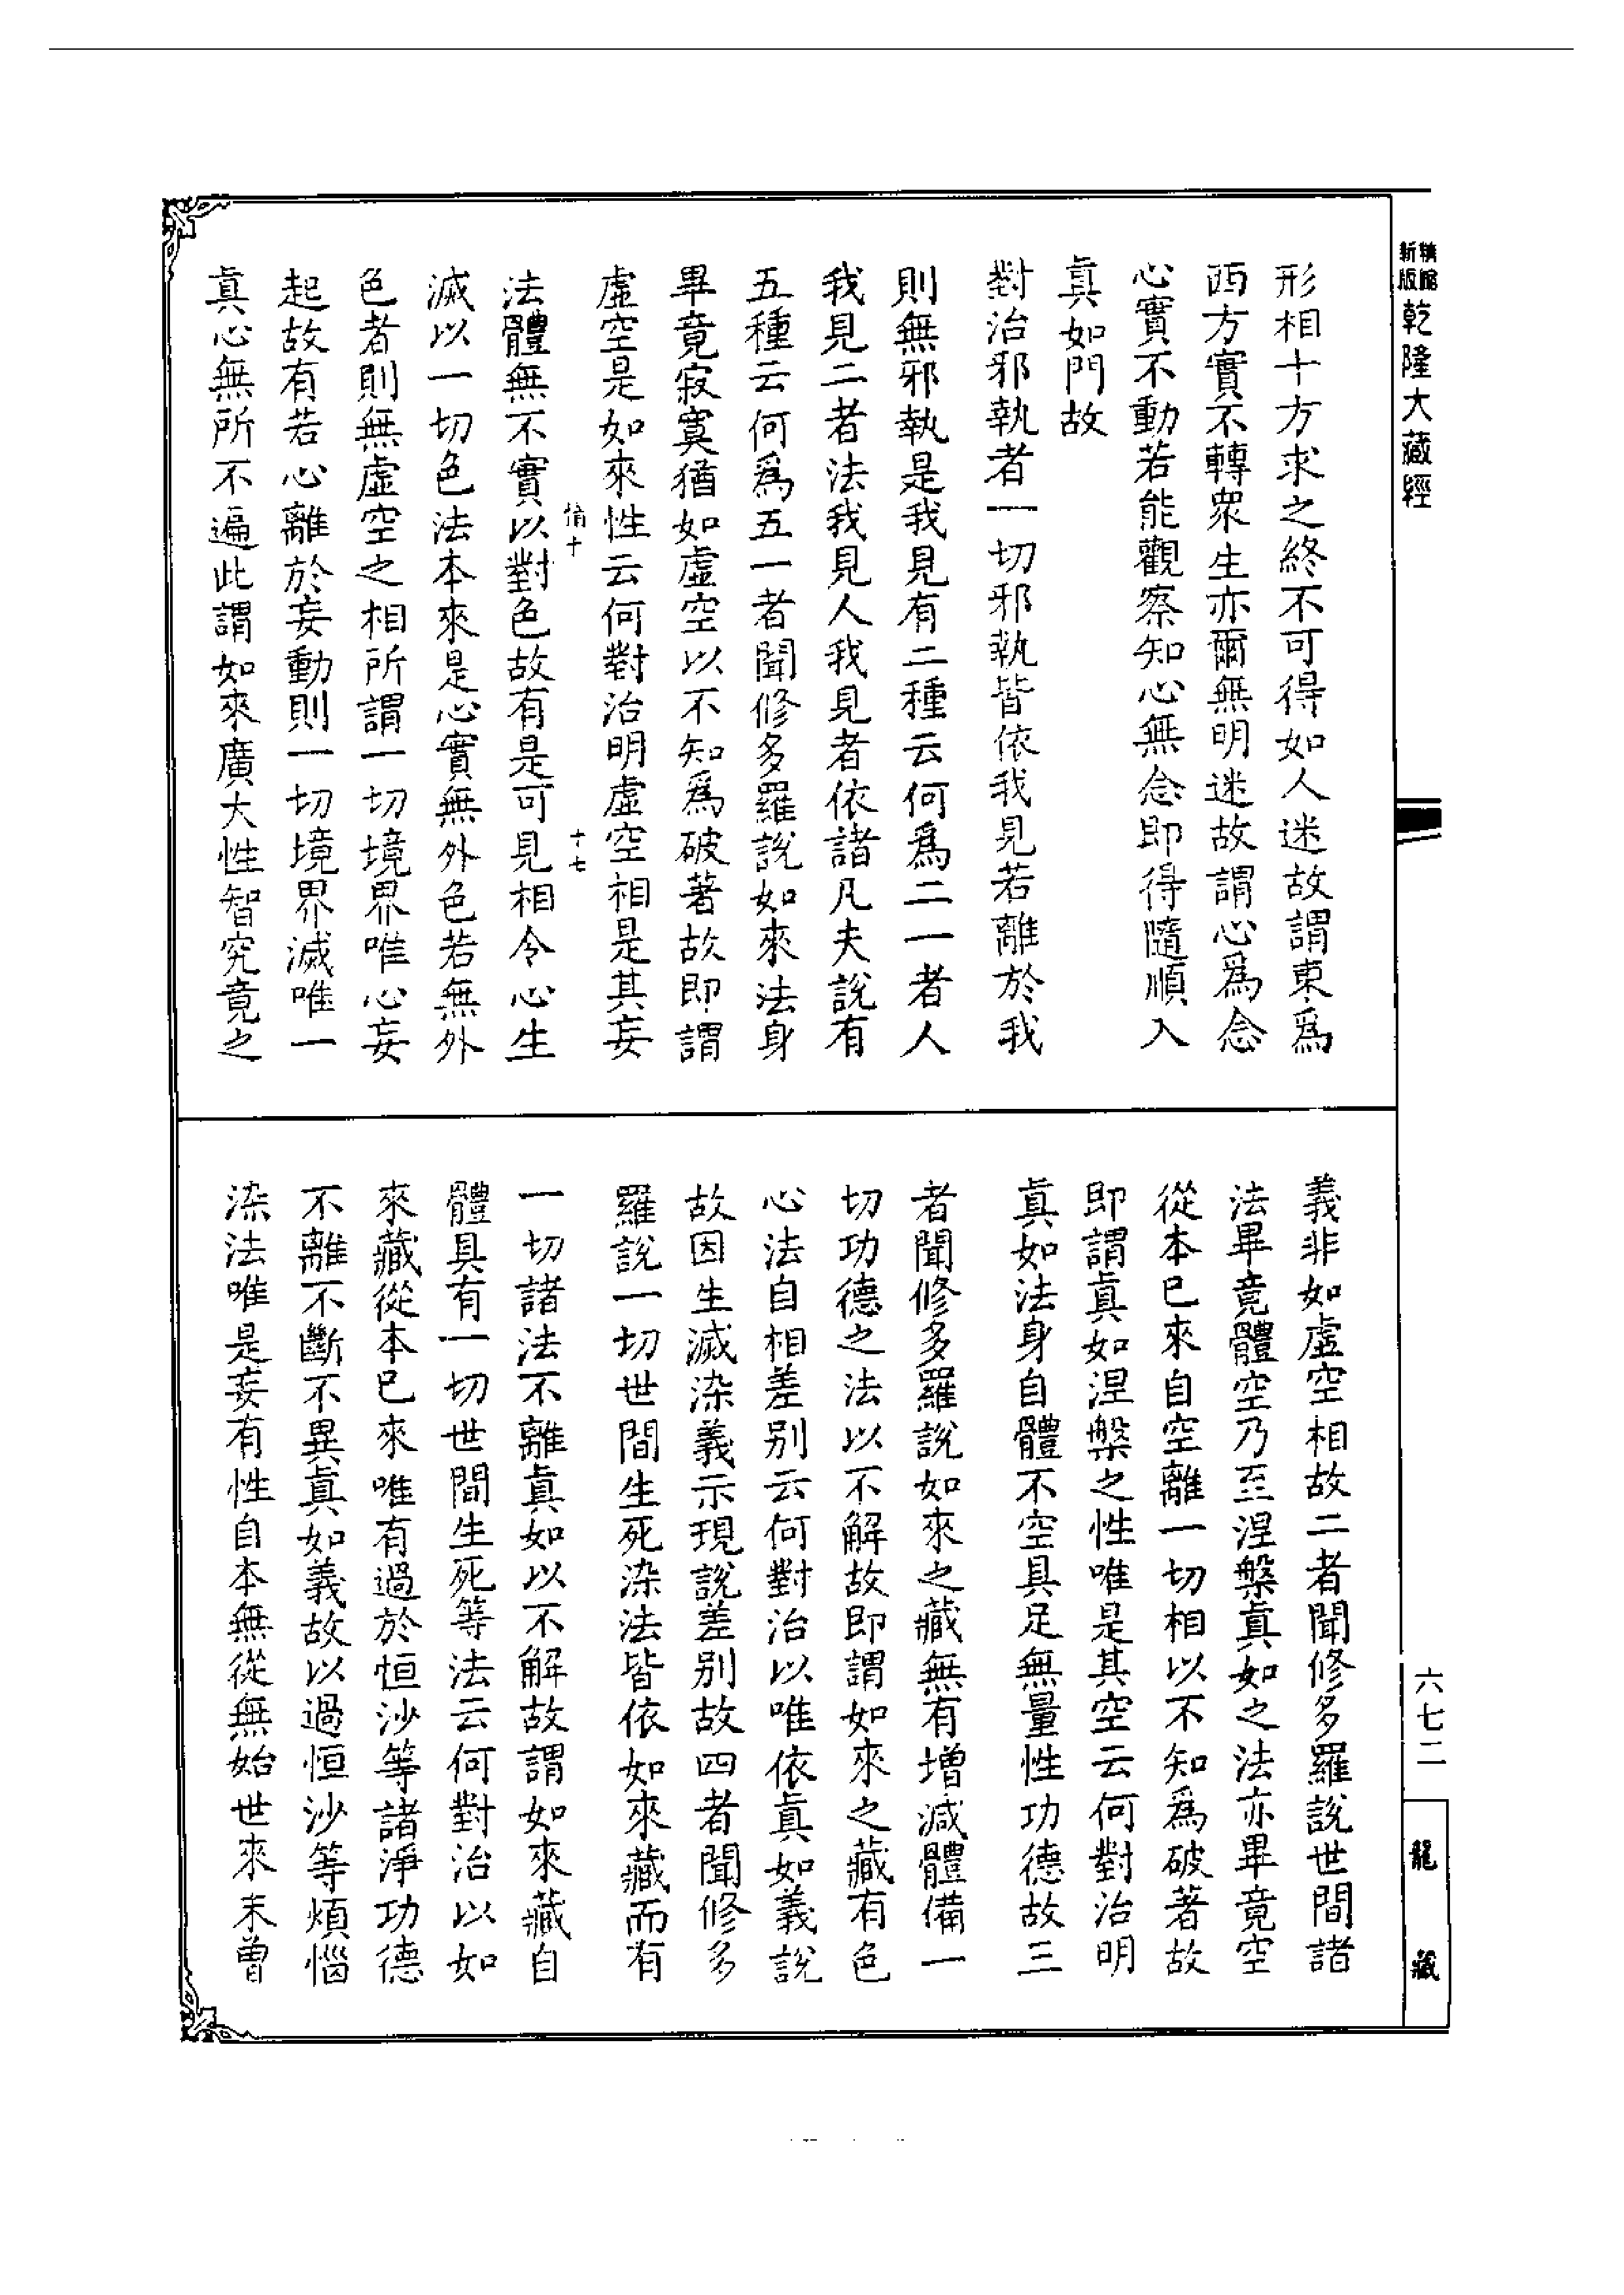 新版
精缩
乾隆大藏經
形相十方求之終不可得如人迷故謂東爲
西方實不轉衆生亦爾無明迷故謂心爲念
心實不動若能觀察知心無念即得隨順入
真如門故
對治邪執者一切邪執皆依我見若離於我
則無邪執是我見有二種云何爲二一者人
我見二者法我見人我見者依諸凡夫說有
五種云何爲五一者聞修多羅說如來法身
畢竟寂寞猶如虛空以不知爲破著故即謂
虛空是如來性云何對治明虛空相是其妄
十七
法體無不實以對色故有是可見相令心生
滅以一切色法本來是心實無外色若無外
色者則無虛空之相所謂一切境界唯心妄
起故有若心離於妄動則一切境界滅唯一
真心無所不遍此謂如來廣大性智究竟之
義非如虛空相故二者聞修多羅說世間諸
法畢竟體空乃至涅槃真如之法亦畢竟空
從本已來自空離一切相以不知爲破著故
即謂真如涅槃之性唯是其空云何對治明
真如法身自體不空具足無量性功德故三
者聞修多羅說如來之藏無有增減體備一
切功德之法以不解故即謂如來之藏有色
心法自相差别云何對治以唯依真如義說
故因生滅染義示現說差别故四者聞修多
羅說一切世間生死染法皆依如來藏而有
一切諸法不離真如以不解故謂如來藏自
體具有一切世間生死等法云何對治以如
來藏從本已來唯有過於恒沙等諸淨功德
不離不斷不異真如義故以過恒沙等煩惱
染法唯是妄有性自本無從無始世來未曾
六七二
龍藏